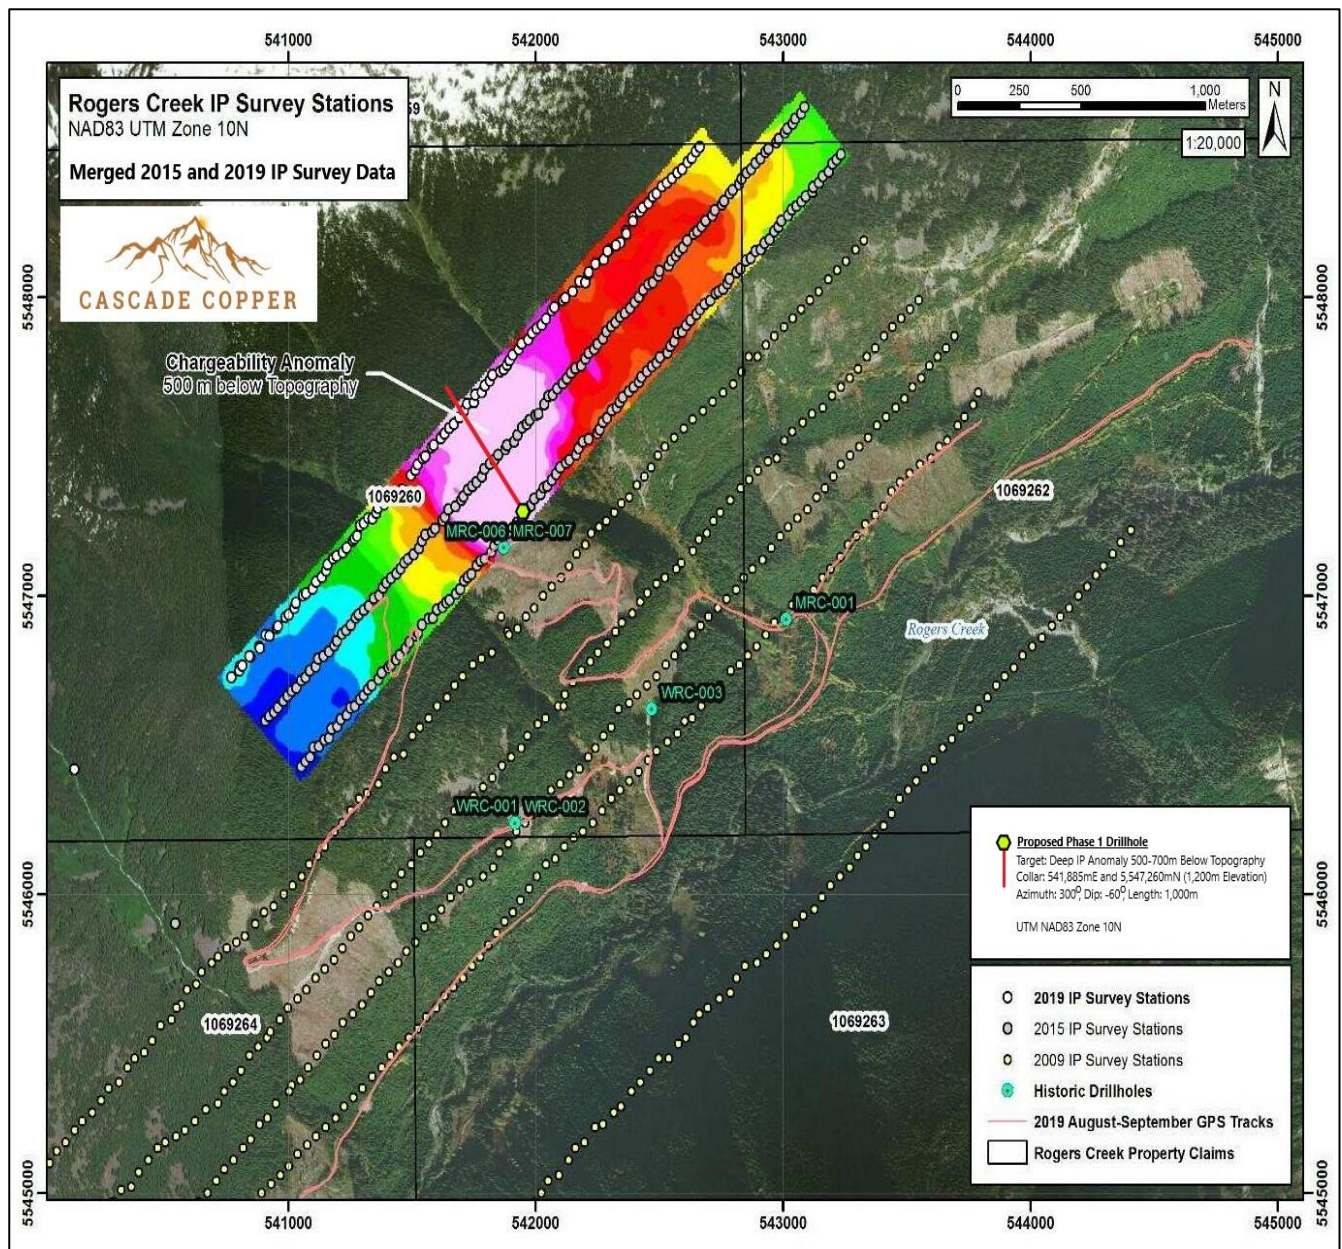 541000 542000 543000 544000 545000
Rogers Creek IP Survey Stations
NAD83 UTM Zone 10N
Merged 2015 and 2019 IP Survey Data
59
0 250 500 1,000
Meters
N
1:20,000
CASCADE COPPER
5548000
5548000
Chargeability Anomaly
500 m below Topography
1069260
1069262
MRC-006 MRC-007
5547000
5547000
MRC-001
Rogers Creek
WRC-003
WRC-001 WRC-002
5546000
5546000
Proposed Phase 1 Drillhole
Target: Deep IP Anomaly 500-700m Below Topography
Collar: 541,885mE and 5,547,260mN (1,200m Elevation)
Azimuth: 300⁰, Dip: -60⁰, Length: 1,000m
UTM NAD83 Zone 10N
1069264
1069263
2019 IP Survey Stations
2015 IP Survey Stations
2009 IP Survey Stations
Historic Drillholes
2019 August-September GPS Tracks
Rogers Creek Property Claims
5545000
5545000
541000 542000 543000 544000 545000